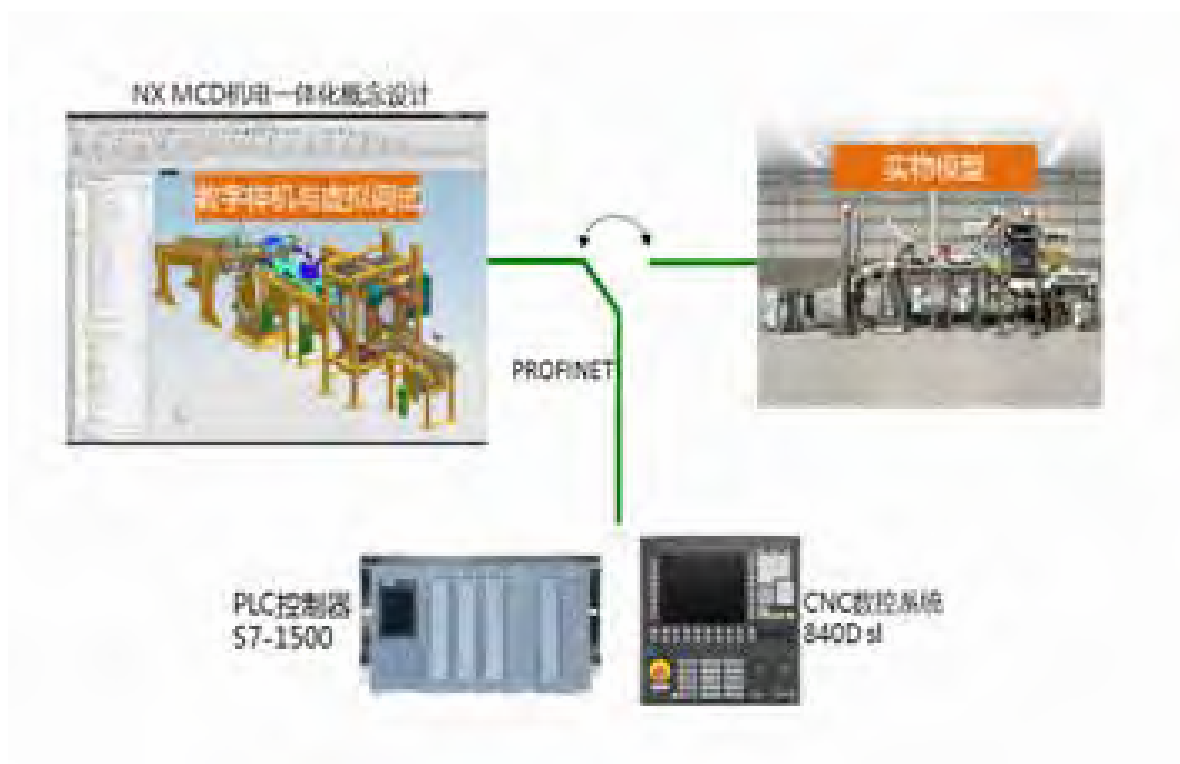 NX MCD机电一体化概念设计
数字样机与虚拟调试
实物模型
PROFINET
PLC控制器
S7-1500
CNC数控系统
840D sl